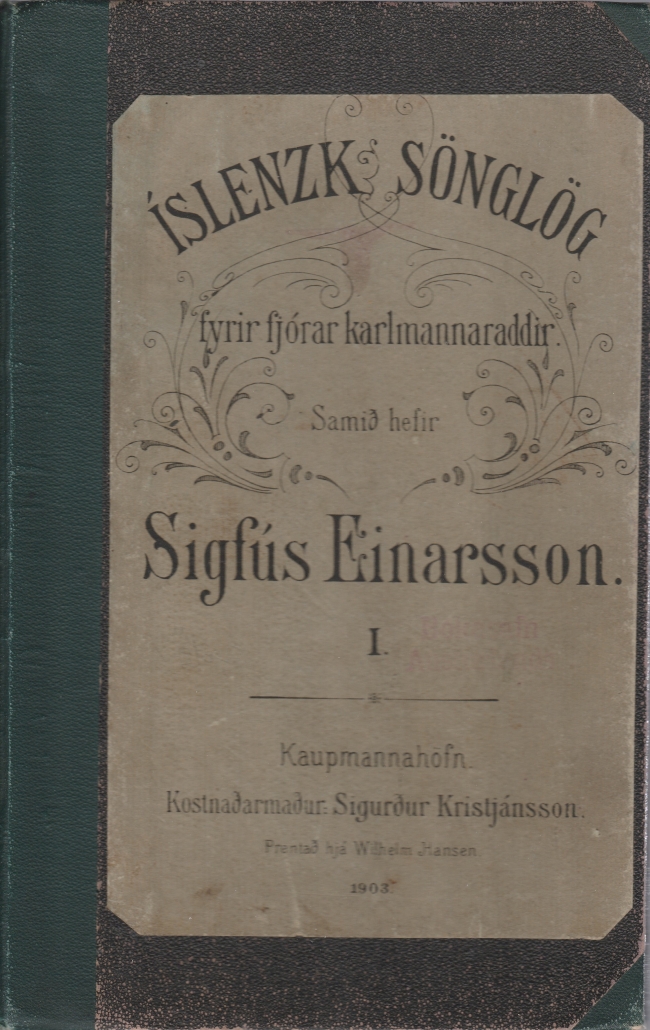 ÍSLENZK SÖNGLÖG
fyrir fjórar karlmannaraddir.
Samið hefir
Sigfús Einarsson.
I.
Kaupmannahöfn.
Kostnaðarmaður: Sigurður Kristjánsson.
Prentað hjá Wilhelm Hansen.
1903.